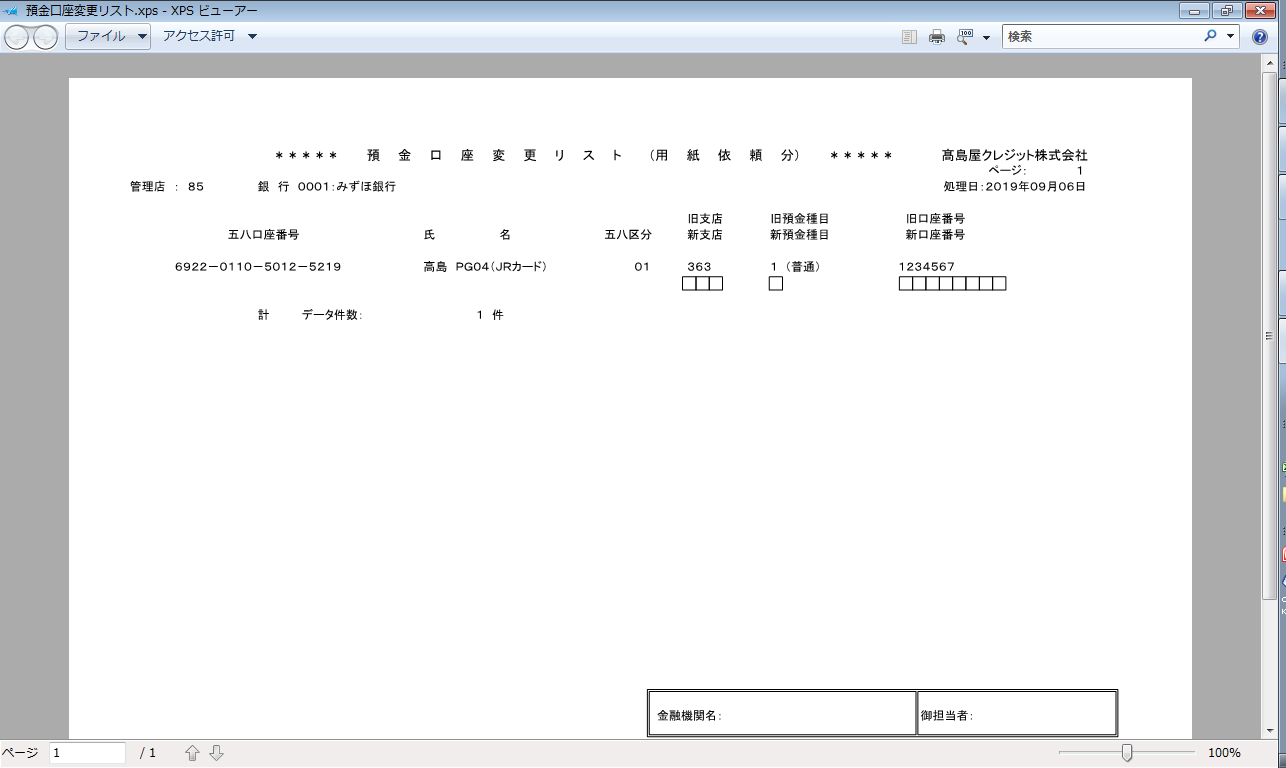 預金口座変更リスト.xps - XPS ビューアー
ファイル アクセス許可 100 検索
＊＊＊＊＊ 預 金 口 座 変 更 リ ス ト （用 紙 依 頼 分） ＊＊＊＊＊ 髙島屋クレジット株式会社
ページ： 1
管理店 ： 85 銀 行 0001：みずほ銀行 処理日：2019年09月06日
旧支店 旧預金種目 旧口座番号
五八口座番号 氏 名 五八区分 新支店 新預金種目 新口座番号
6922－0110－5012－5219 高島 PG04（JRカード） 01 363 1 （普通） 1234567
計 データ件数： 1 件
金融機関名： 御担当者：
ページ 1 / 1 100%